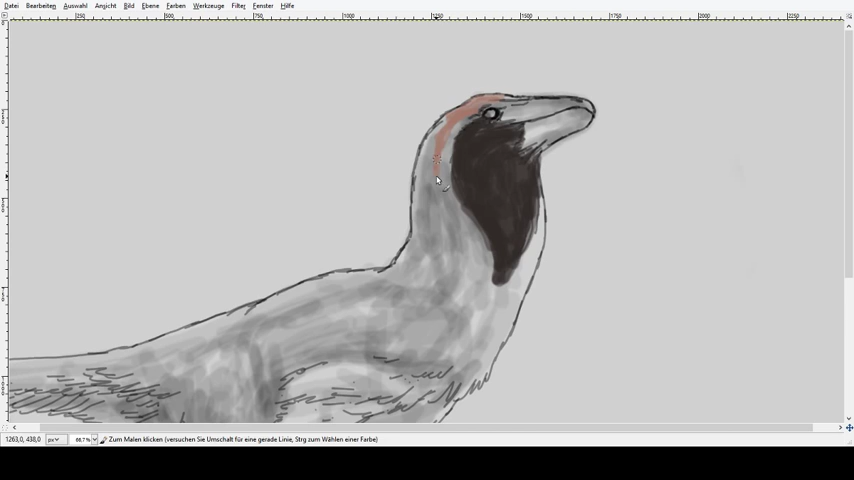 Datei Bearbeiten Auswahl Ansicht Bild Ebene Farben Werkzeuge Filter Fenster Hilfe
250 500 750 1000 1250 1500 1750 2000 2250
1263,0, 438,0 px 66,7 % Zum Malen klicken (versuchen Sie Umschalt für eine gerade Linie, Strg zum Wählen einer Farbe)